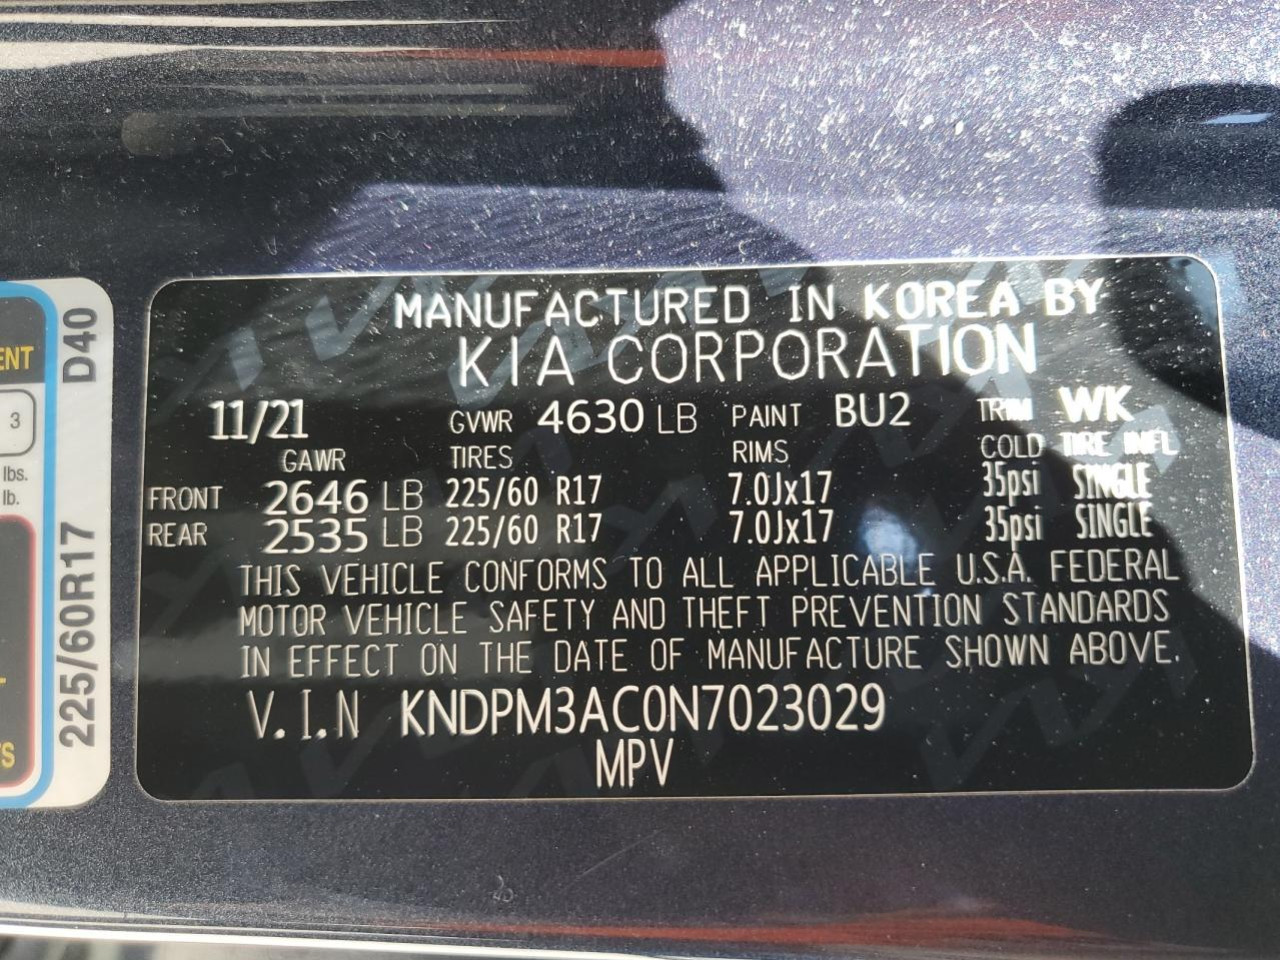 MANUFACTURED IN KOREA BY
KIA CORPORATION
11/21 GVWR 4630 LB PAINT BU2 TRIM WK
GAWR TIRES RIMS COLD TIRE INFL
FRONT 2646 LB 225/60 R17 7.0Jx17 35psi SINGLE
REAR 2535 LB 225/60 R17 7.0Jx17 35psi SINGLE
THIS VEHICLE CONFORMS TO ALL APPLICABLE U.S.A. FEDERAL
MOTOR VEHICLE SAFETY AND THEFT PREVENTION STANDARDS
IN EFFECT ON THE DATE OF MANUFACTURE SHOWN ABOVE.
V.I.N KNDPM3AC0N7023029
MPV
225/60R17 D40
3
lbs.
lb.